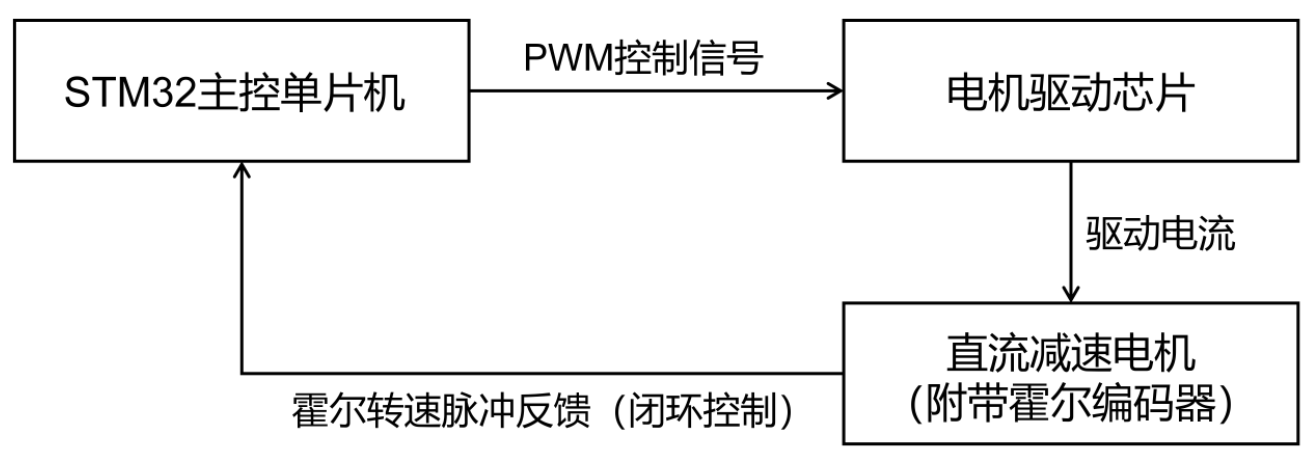 STM32主控单片机
PWM控制信号
电机驱动芯片
驱动电流
直流减速电机
（附带霍尔编码器）
霍尔转速脉冲反馈（闭环控制）